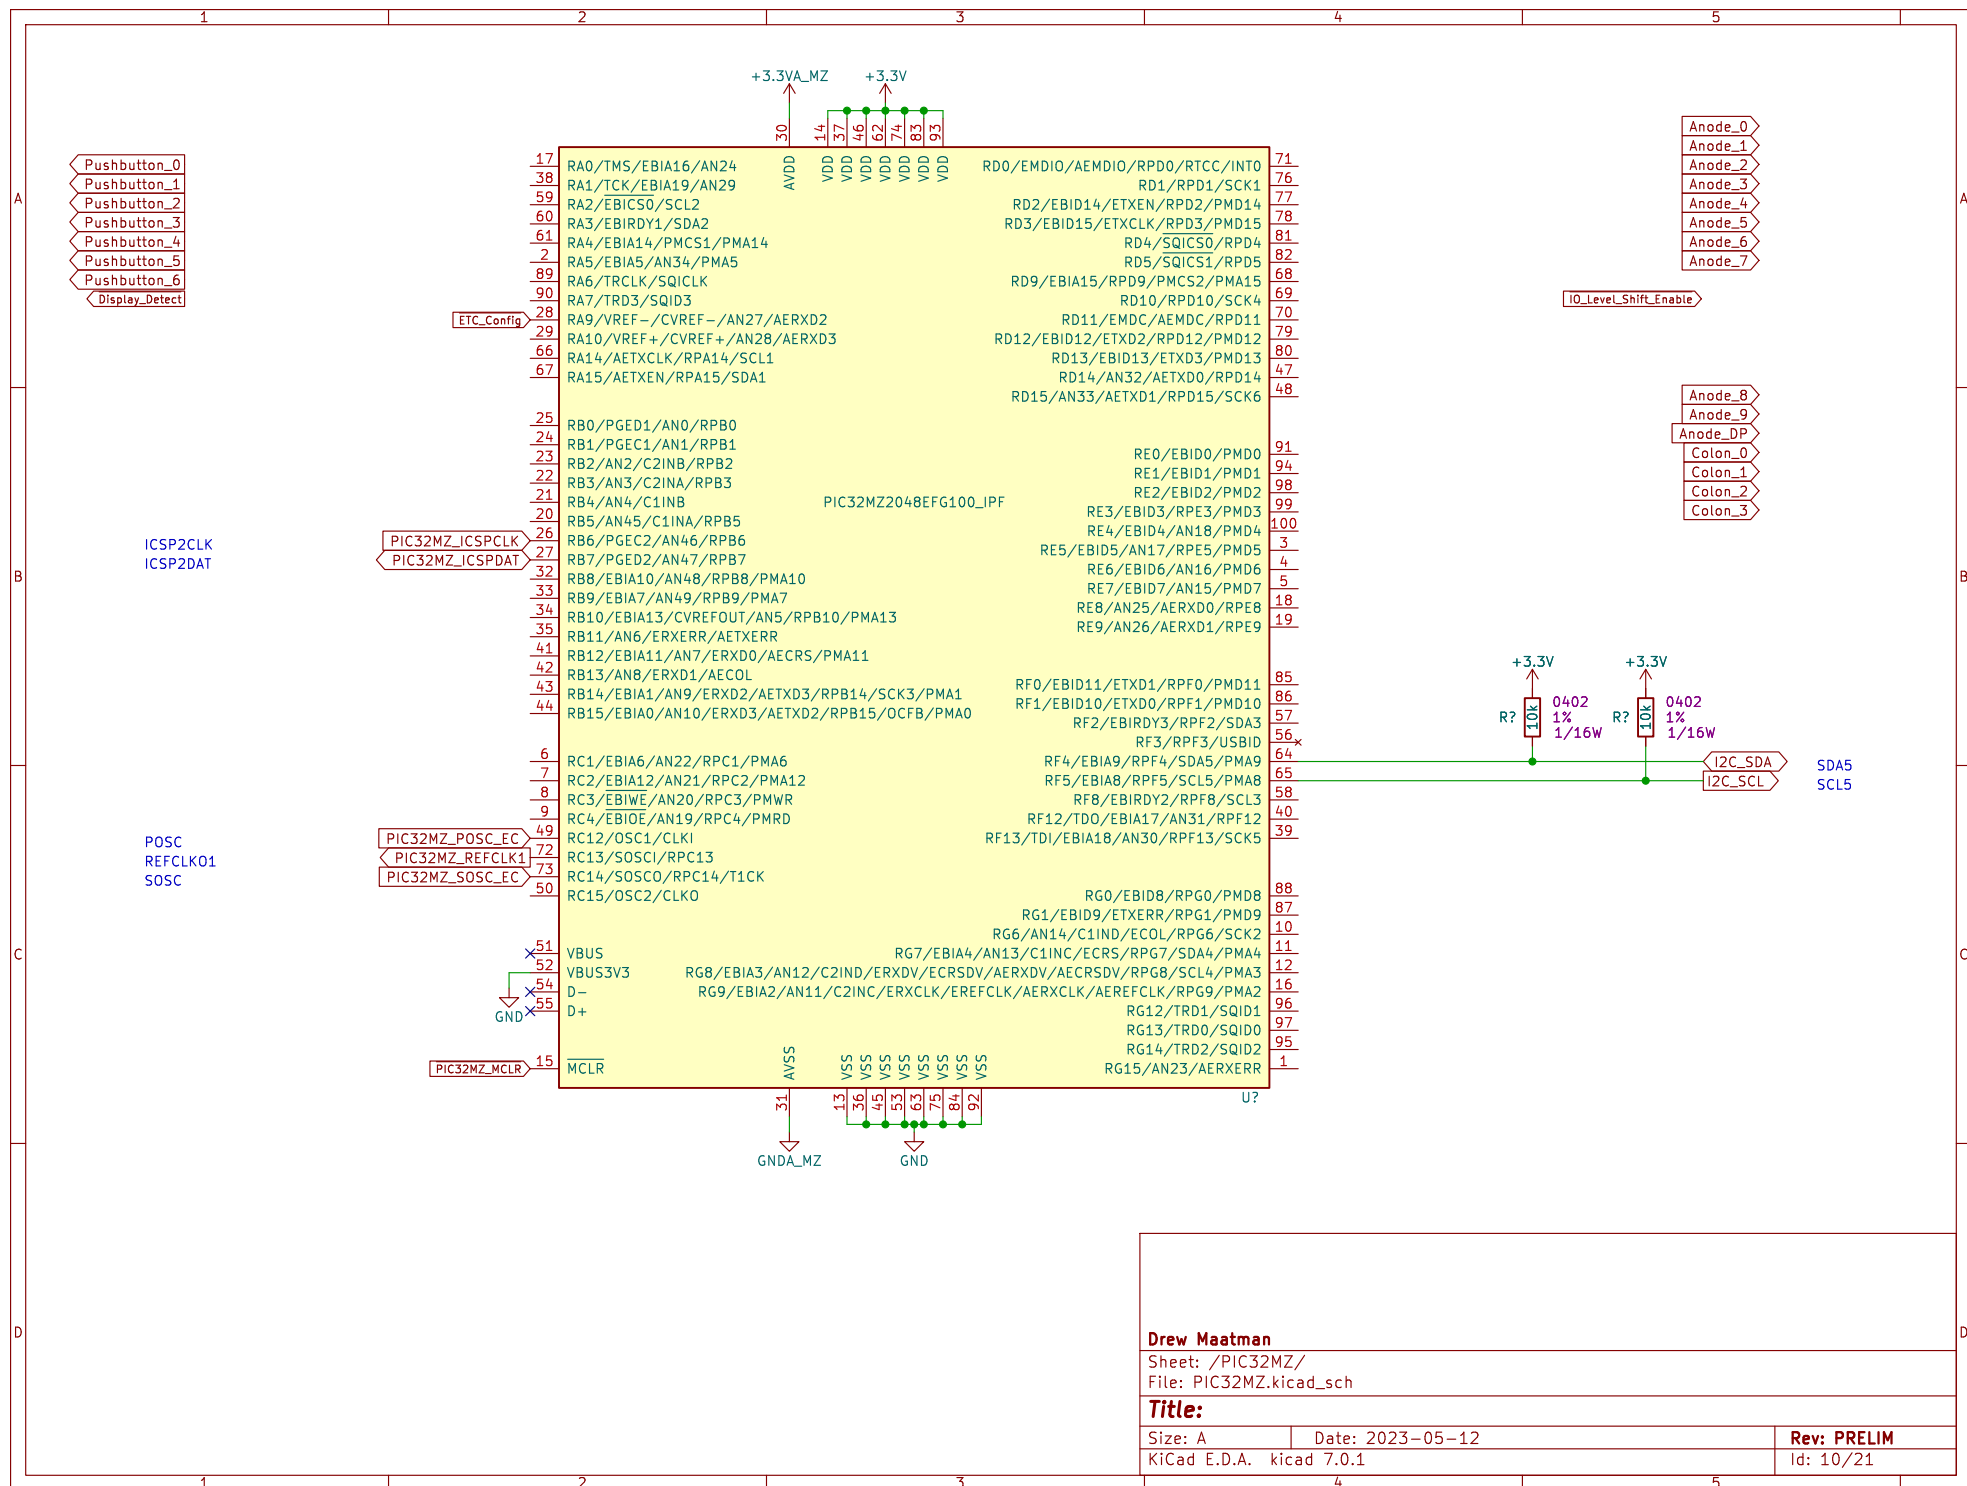 1 2 3 4 5
A
B
C
D
A
B
C
D
+3.3VA_MZ
+3.3V
30 14 37 46 62 74 83 93
AVDD VDD VDD VDD VDD VDD VDD VDD
Pushbutton_0
Pushbutton_1
Pushbutton_2
Pushbutton_3
Pushbutton_4
Pushbutton_5
Pushbutton_6
Display_Detect
ETC_Config
17 RA0/TMS/EBIA16/AN24
38 RA1/TCK/EBIA19/AN29
59 RA2/EBICS0/SCL2
60 RA3/EBIRDY1/SDA2
61 RA4/EBIA14/PMCS1/PMA14
2 RA5/EBIA5/AN34/PMA5
89 RA6/TRCLK/SQICLK
90 RA7/TRD3/SQID3
28 RA9/VREF-/CVREF-/AN27/AERXD2
29 RA10/VREF+/CVREF+/AN28/AERXD3
66 RA14/AETXCLK/RPA14/SCL1
67 RA15/AETXEN/RPA15/SDA1
25 RB0/PGED1/AN0/RPB0
24 RB1/PGEC1/AN1/RPB1
23 RB2/AN2/C2INB/RPB2
22 RB3/AN3/C2INA/RPB3
21 RB4/AN4/C1INB
20 RB5/AN45/C1INA/RPB5
ICSP2CLK PIC32MZ_ICSPCLK 26 RB6/PGEC2/AN46/RPB6
ICSP2DAT PIC32MZ_ICSPDAT 27 RB7/PGED2/AN47/RPB7
32 RB8/EBIA10/AN48/RPB8/PMA10
33 RB9/EBIA7/AN49/RPB9/PMA7
34 RB10/EBIA13/CVREFOUT/AN5/RPB10/PMA13
35 RB11/AN6/ERXERR/AETXERR
41 RB12/EBIA11/AN7/ERXD0/AECRS/PMA11
42 RB13/AN8/ERXD1/AECOL
43 RB14/EBIA1/AN9/ERXD2/AETXD3/RPB14/SCK3/PMA1
44 RB15/EBIA0/AN10/ERXD3/AETXD2/RPB15/OCFB/PMA0
6 RC1/EBIA6/AN22/RPC1/PMA6
7 RC2/EBIA12/AN21/RPC2/PMA12
8 RC3/EBIWE/AN20/RPC3/PMWR
9 RC4/EBIOE/AN19/RPC4/PMRD
POSC PIC32MZ_POSC_EC 49 RC12/OSC1/CLKI
REFCLKO1 PIC32MZ_REFCLK1 72 RC13/SOSCI/RPC13
SOSC PIC32MZ_SOSC_EC 73 RC14/SOSCO/RPC14/T1CK
50 RC15/OSC2/CLKO
51 VBUS
52 VBUS3V3
54 D-
55 D+
GND
PIC32MZ_MCLR 15 MCLR
PIC32MZ2048EFG100_IPF
RD0/EMDIO/AEMDIO/RPD0/RTCC/INT0 71
RD1/RPD1/SCK1 76
RD2/EBID14/ETXEN/RPD2/PMD14 77
RD3/EBID15/ETXCLK/RPD3/PMD15 78
RD4/SQICS0/RPD4 81
RD5/SQICS1/RPD5 82
RD9/EBIA15/RPD9/PMCS2/PMA15 68
RD10/RPD10/SCK4 69
RD11/EMDC/AEMDC/RPD11 70
RD12/EBID12/ETXD2/RPD12/PMD12 79
RD13/EBID13/ETXD3/PMD13 80
RD14/AN32/AETXD0/RPD14 47
RD15/AN33/AETXD1/RPD15/SCK6 48
RE0/EBID0/PMD0 91
RE1/EBID1/PMD1 94
RE2/EBID2/PMD2 98
RE3/EBID3/RPE3/PMD3 99
RE4/EBID4/AN18/PMD4 100
RE5/EBID5/AN17/RPE5/PMD5 3
RE6/EBID6/AN16/PMD6 4
RE7/EBID7/AN15/PMD7 5
RE8/AN25/AERXD0/RPE8 18
RE9/AN26/AERXD1/RPE9 19
RF0/EBID11/ETXD1/RPF0/PMD11 85
RF1/EBID10/ETXD0/RPF1/PMD10 86
RF2/EBIRDY3/RPF2/SDA3 57
RF3/RPF3/USBID 56
RF4/EBIA9/RPF4/SDA5/PMA9 64
RF5/EBIA8/RPF5/SCL5/PMA8 65
RF8/EBIRDY2/RPF8/SCL3 58
RF12/TDO/EBIA17/AN31/RPF12 40
RF13/TDI/EBIA18/AN30/RPF13/SCK5 39
RG0/EBID8/RPG0/PMD8 88
RG1/EBID9/ETXERR/RPG1/PMD9 87
RG6/AN14/C1IND/ECOL/RPG6/SCK2 10
RG7/EBIA4/AN13/C1INC/ECRS/RPG7/SDA4/PMA4 11
RG8/EBIA3/AN12/C2IND/ERXDV/ECRSDV/AERXDV/AECRSDV/RPG8/SCL4/PMA3 12
RG9/EBIA2/AN11/C2INC/ERXCLK/EREFCLK/AERXCLK/AEREFCLK/RPG9/PMA2 16
RG12/TRD1/SQID1 96
RG13/TRD0/SQID0 97
RG14/TRD2/SQID2 95
RG15/AN23/AERXERR 1
U?
AVSS VSS VSS VSS VSS VSS VSS VSS VSS
31 13 36 45 53 63 75 84 92
GNDA_MZ
GND
Anode_0
Anode_1
Anode_2
Anode_3
Anode_4
Anode_5
Anode_6
Anode_7
IO_Level_Shift_Enable
Anode_8
Anode_9
Anode_DP
Colon_0
Colon_1
Colon_2
Colon_3
+3.3V +3.3V
R? 10k 0402 1% 1/16W
R? 10k 0402 1% 1/16W
I2C_SDA SDA5
I2C_SCL SCL5
Drew Maatman
Sheet: /PIC32MZ/
File: PIC32MZ.kicad_sch
Title:
Size: A Date: 2023-05-12 Rev: PRELIM
KiCad E.D.A. kicad 7.0.1 Id: 10/21
1 2 3 4 5